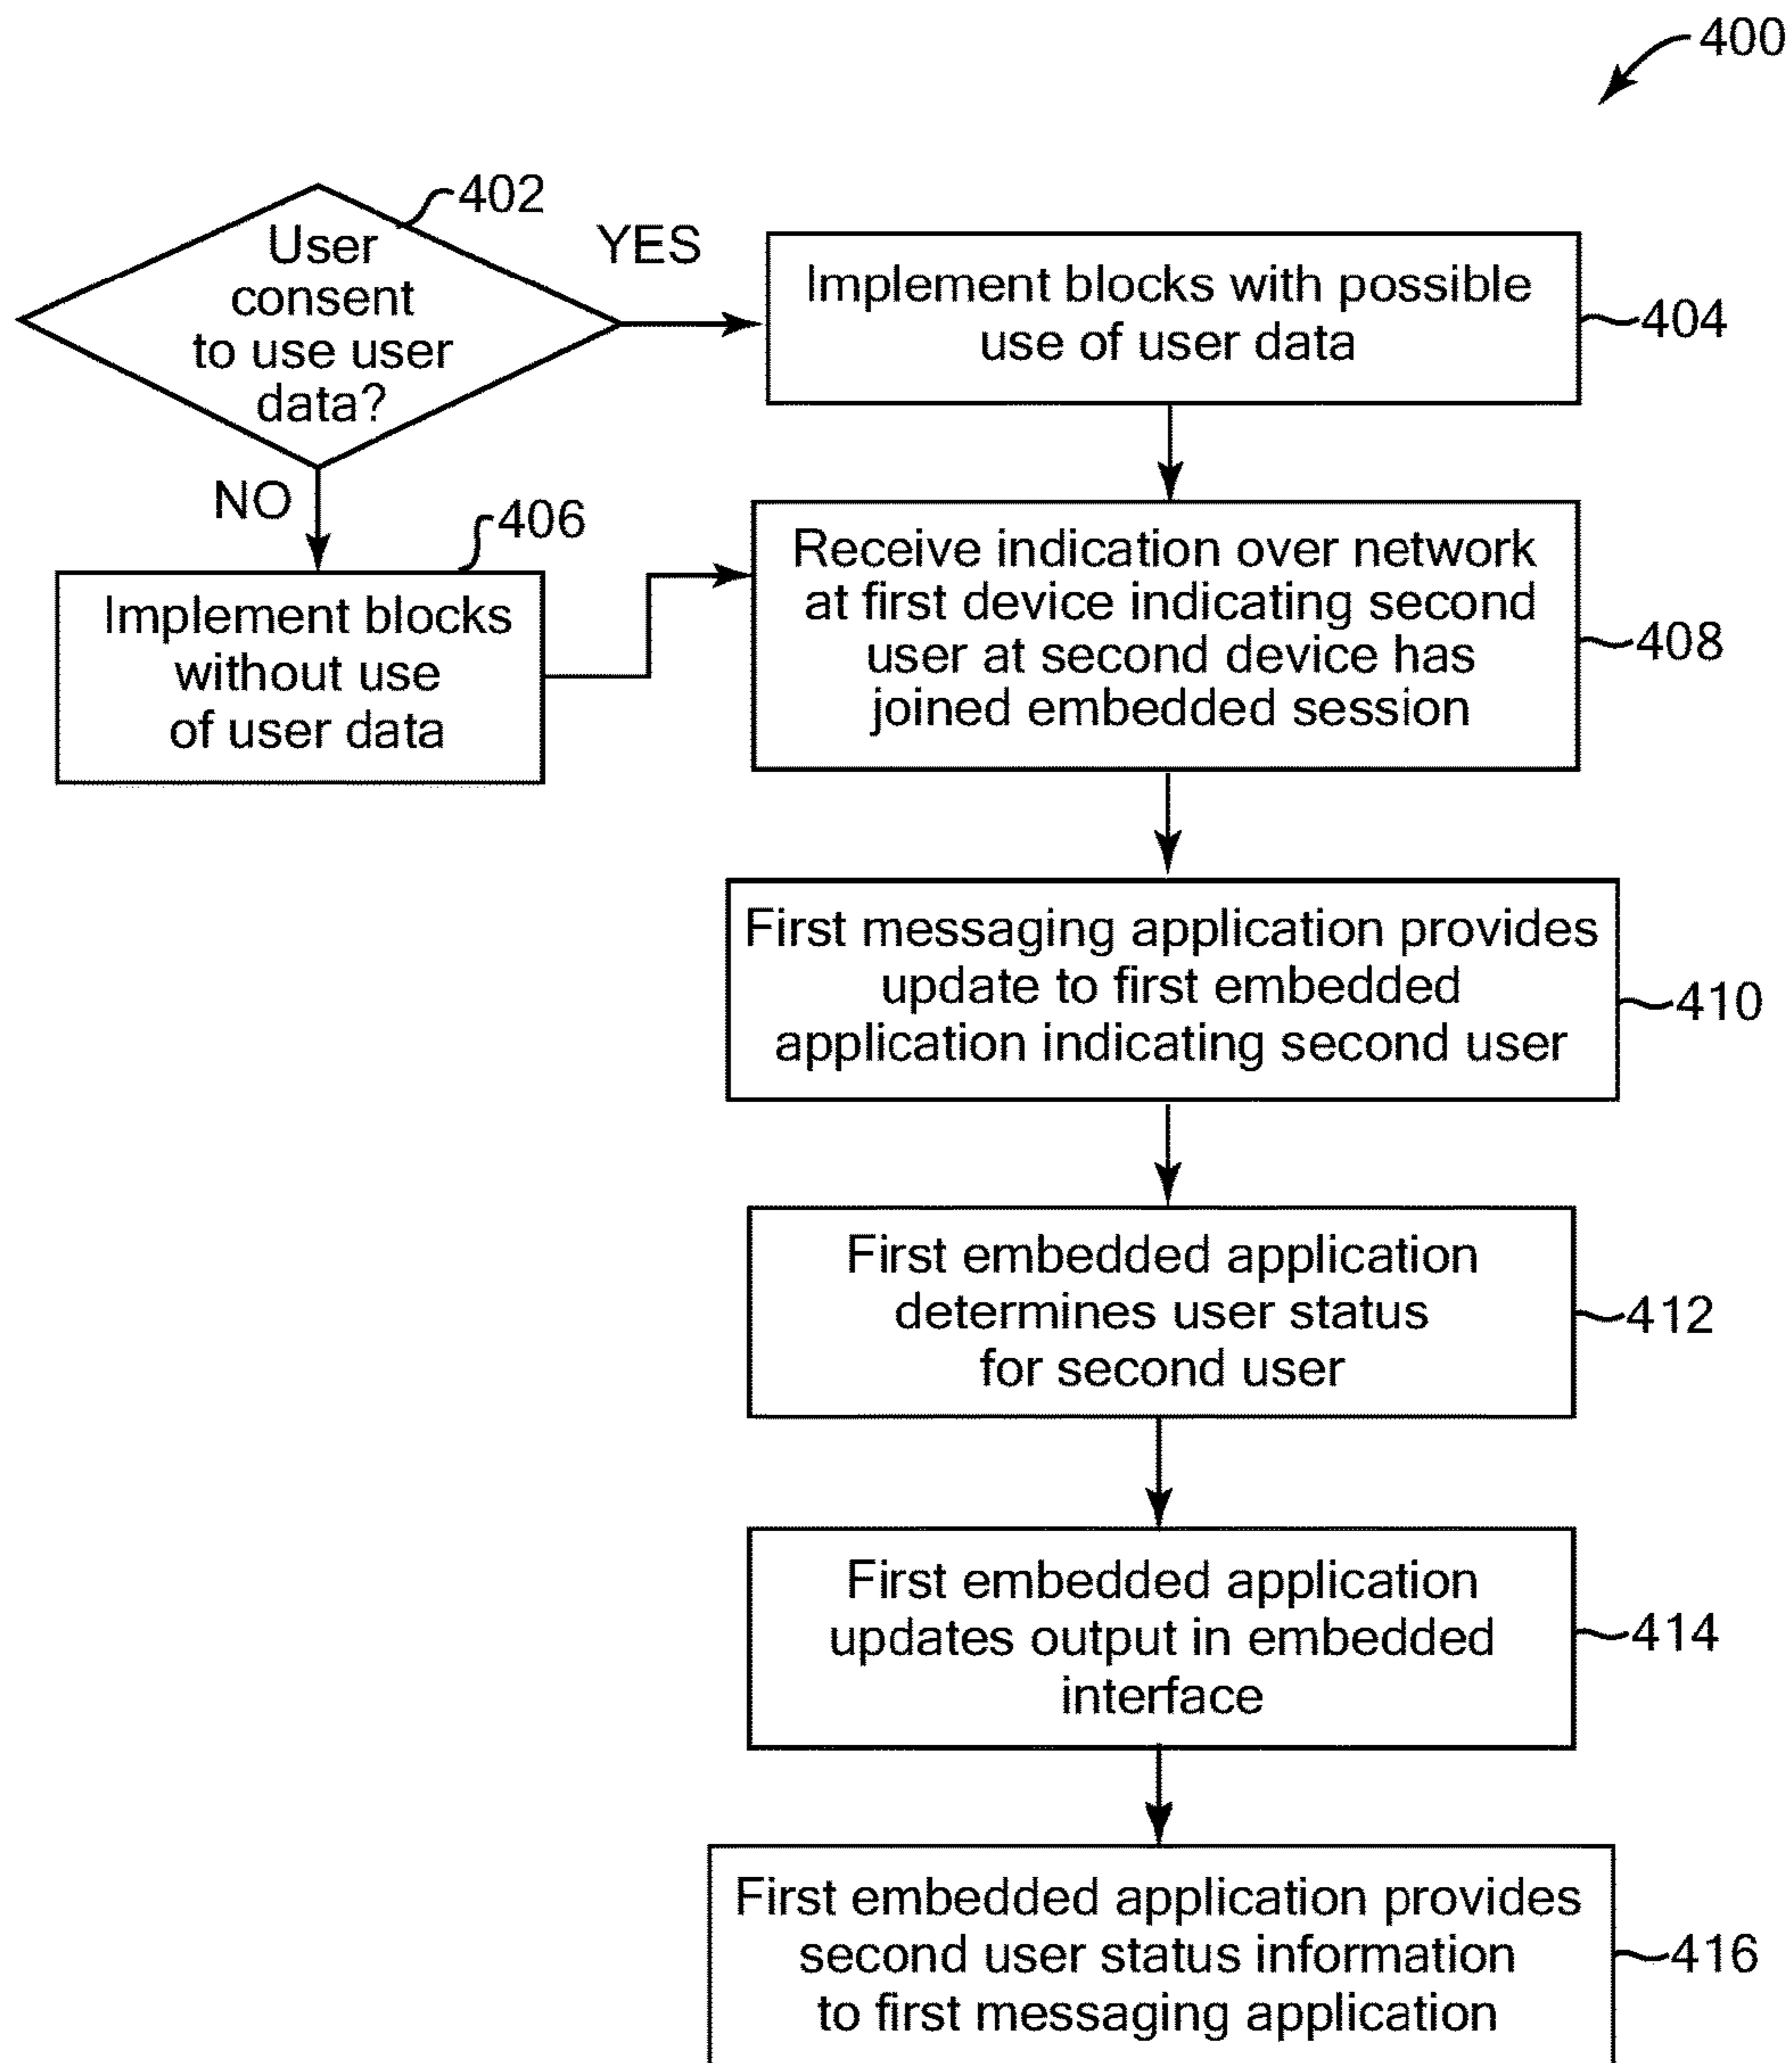 400
402
User
consent
to use user
data?
YES
NO
Implement blocks with possible
use of user data
404
406
Implement blocks
without use
of user data
Receive indication over network
at first device indicating second
user at second device has
joined embedded session
408
First messaging application provides
update to first embedded
application indicating second user
410
First embedded application
determines user status
for second user
412
First embedded application
updates output in embedded
interface
414
First embedded application provides
second user status information
to first messaging application
416